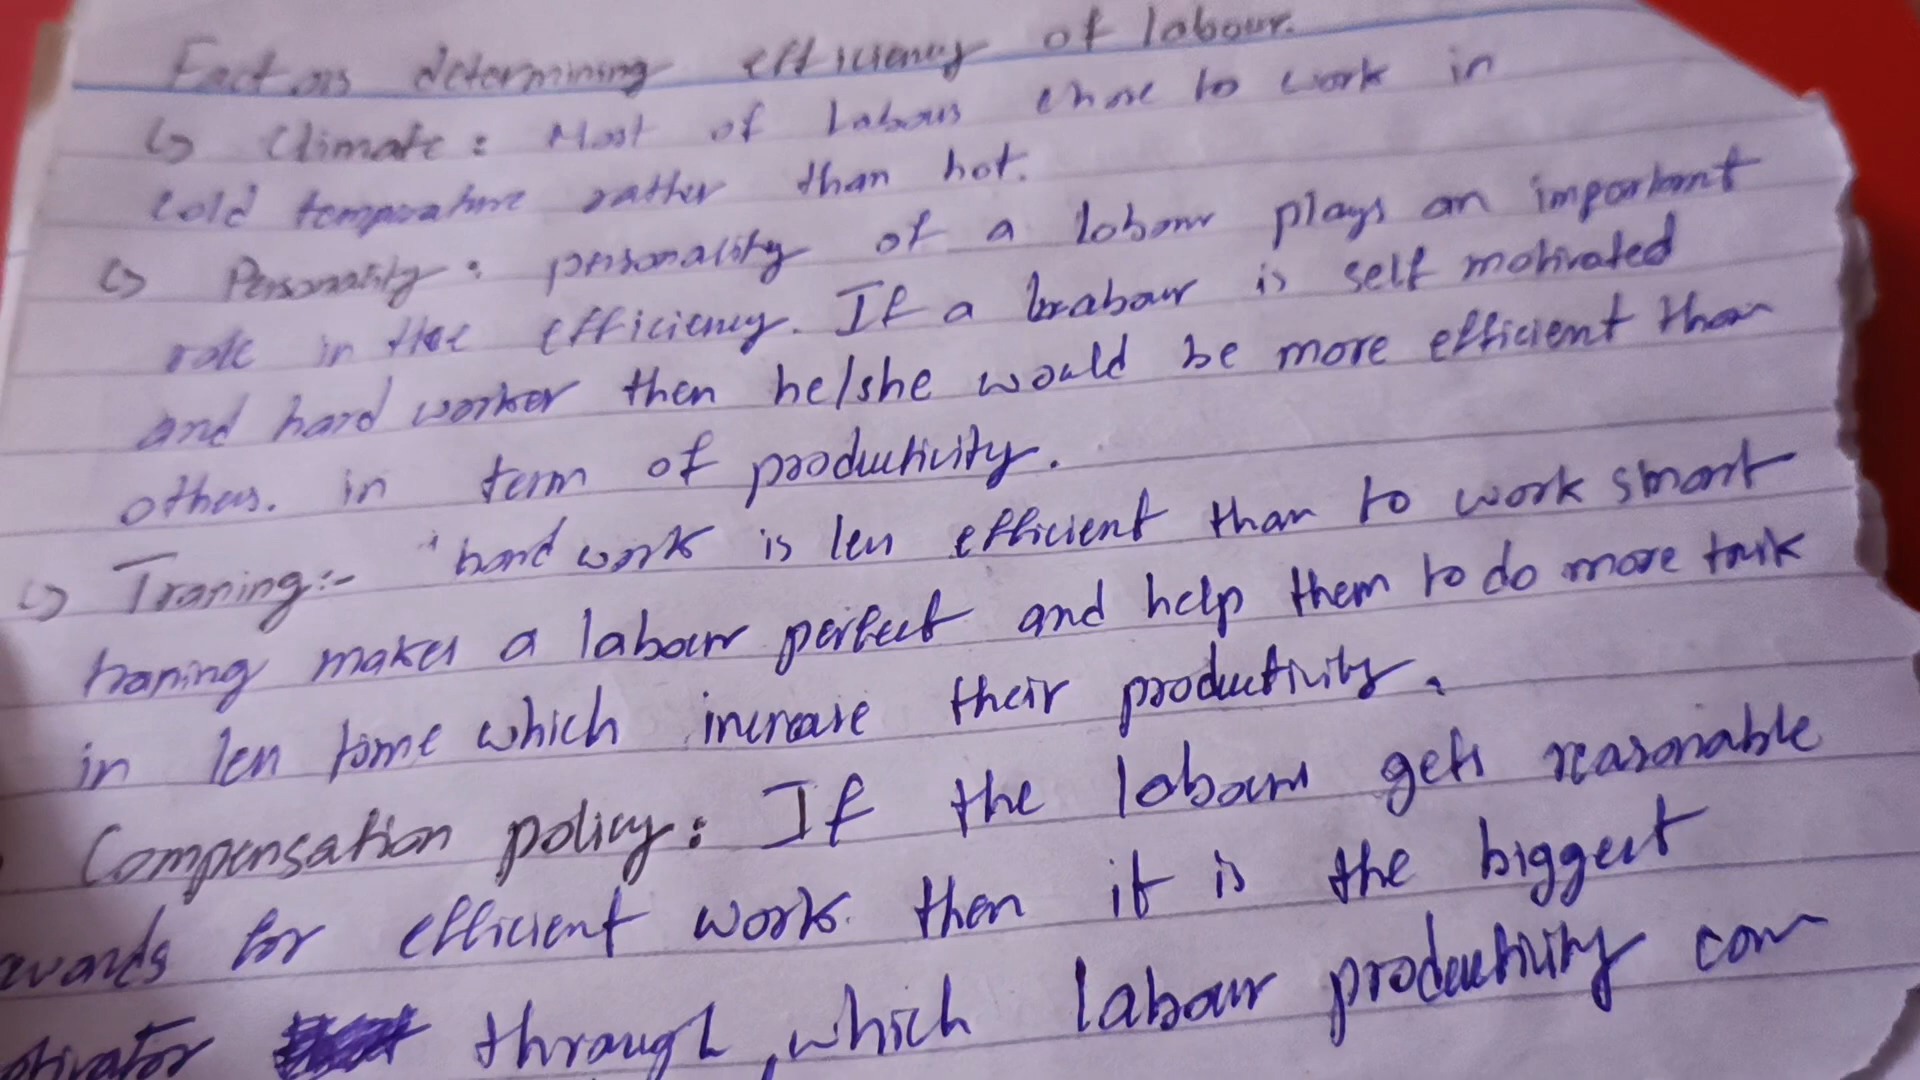 Factors determining efficiency of labour.
↳ Climate: Most of labours chose to work in
cold temperature rather than hot.
↳ Personality: personality of a labour plays an important
role in the efficiency. If a labour is self motivated
and hard worker then he/she would be more efficient than
others. in term of productivity.
↳ Traning:- hard work is less efficient than to work smart
traning makes a labour perfect and help them to do more task
in less time which increase their productivity.
Compensation policy: If the labours gets reasonable
awards for efficient work. then it is the biggest
otivator through, which labour productivity can